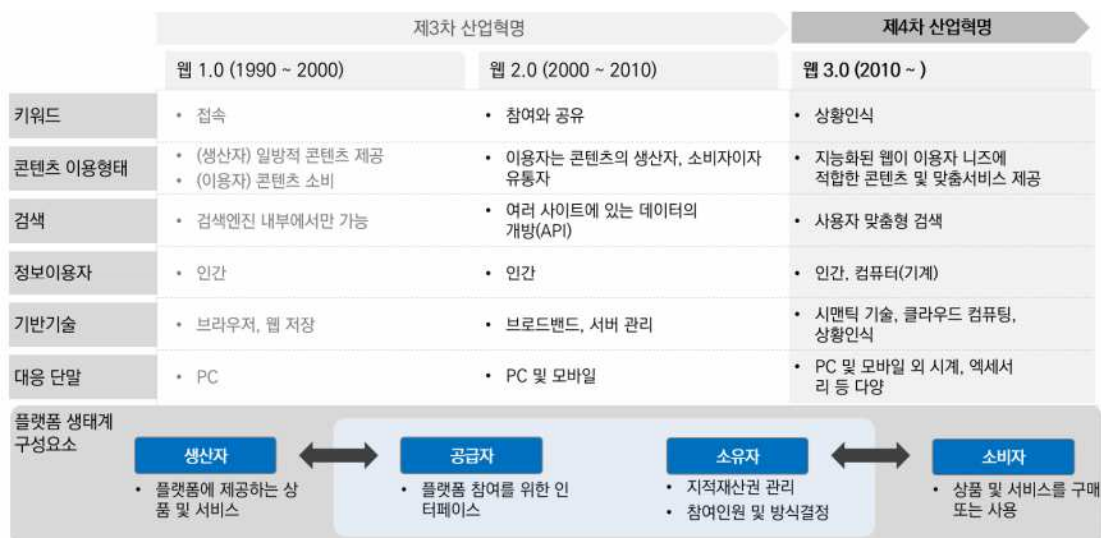 제3차 산업혁명
제4차 산업혁명
웹 1.0 (1990 ~ 2000)
웹 2.0 (2000 ~ 2010)
웹 3.0 (2010 ~ )
키워드
• 접속
• 참여와 공유
• 상황인식
콘텐츠 이용형태
• (생산자) 일방적 콘텐츠 제공
• (이용자) 콘텐츠 소비
• 이용자는 콘텐츠의 생산자, 소비자이자
유통자
• 지능화된 웹이 이용자 니즈에
적합한 콘텐츠 및 맞춤서비스 제공
검색
• 검색엔진 내부에서만 가능
• 여러 사이트에 있는 데이터의
개방(API)
• 사용자 맞춤형 검색
정보이용자
• 인간
• 인간
• 인간, 컴퓨터(기계)
기반기술
• 브라우저, 웹 저장
• 브로드밴드, 서버 관리
• 시맨틱 기술, 클라우드 컴퓨팅,
상황인식
대응 단말
• PC
• PC 및 모바일
• PC 및 모바일 외 시계, 엑세서
리 등 다양
플랫폼 생태계
구성요소
생산자
• 플랫폼에 제공하는 상
품 및 서비스
공급자
• 플랫폼 참여를 위한 인
터페이스
소유자
• 지적재산권 관리
• 참여인원 및 방식결정
소비자
• 상품 및 서비스를 구매
또는 사용